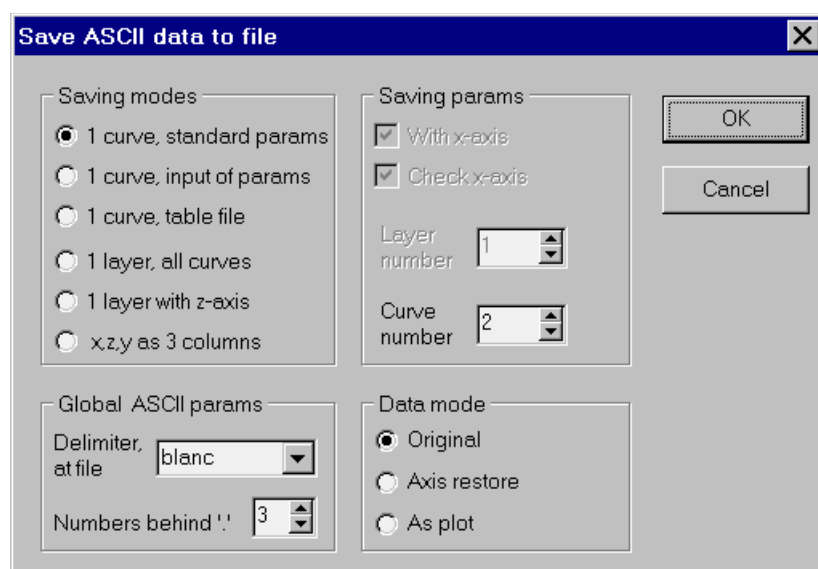 Save ASCII data to file
Saving modes
1 curve, standard params
1 curve, input of params
1 curve, table file
1 layer, all curves
1 layer with z-axis
x,z,y as 3 columns
Saving params
With x-axis
Check x-axis
Layer
number
1
Curve
number
2
OK
Cancel
Global ASCII params
Delimiter,
at file
blanc
Numbers behind '.'
3
Data mode
Original
Axis restore
As plot